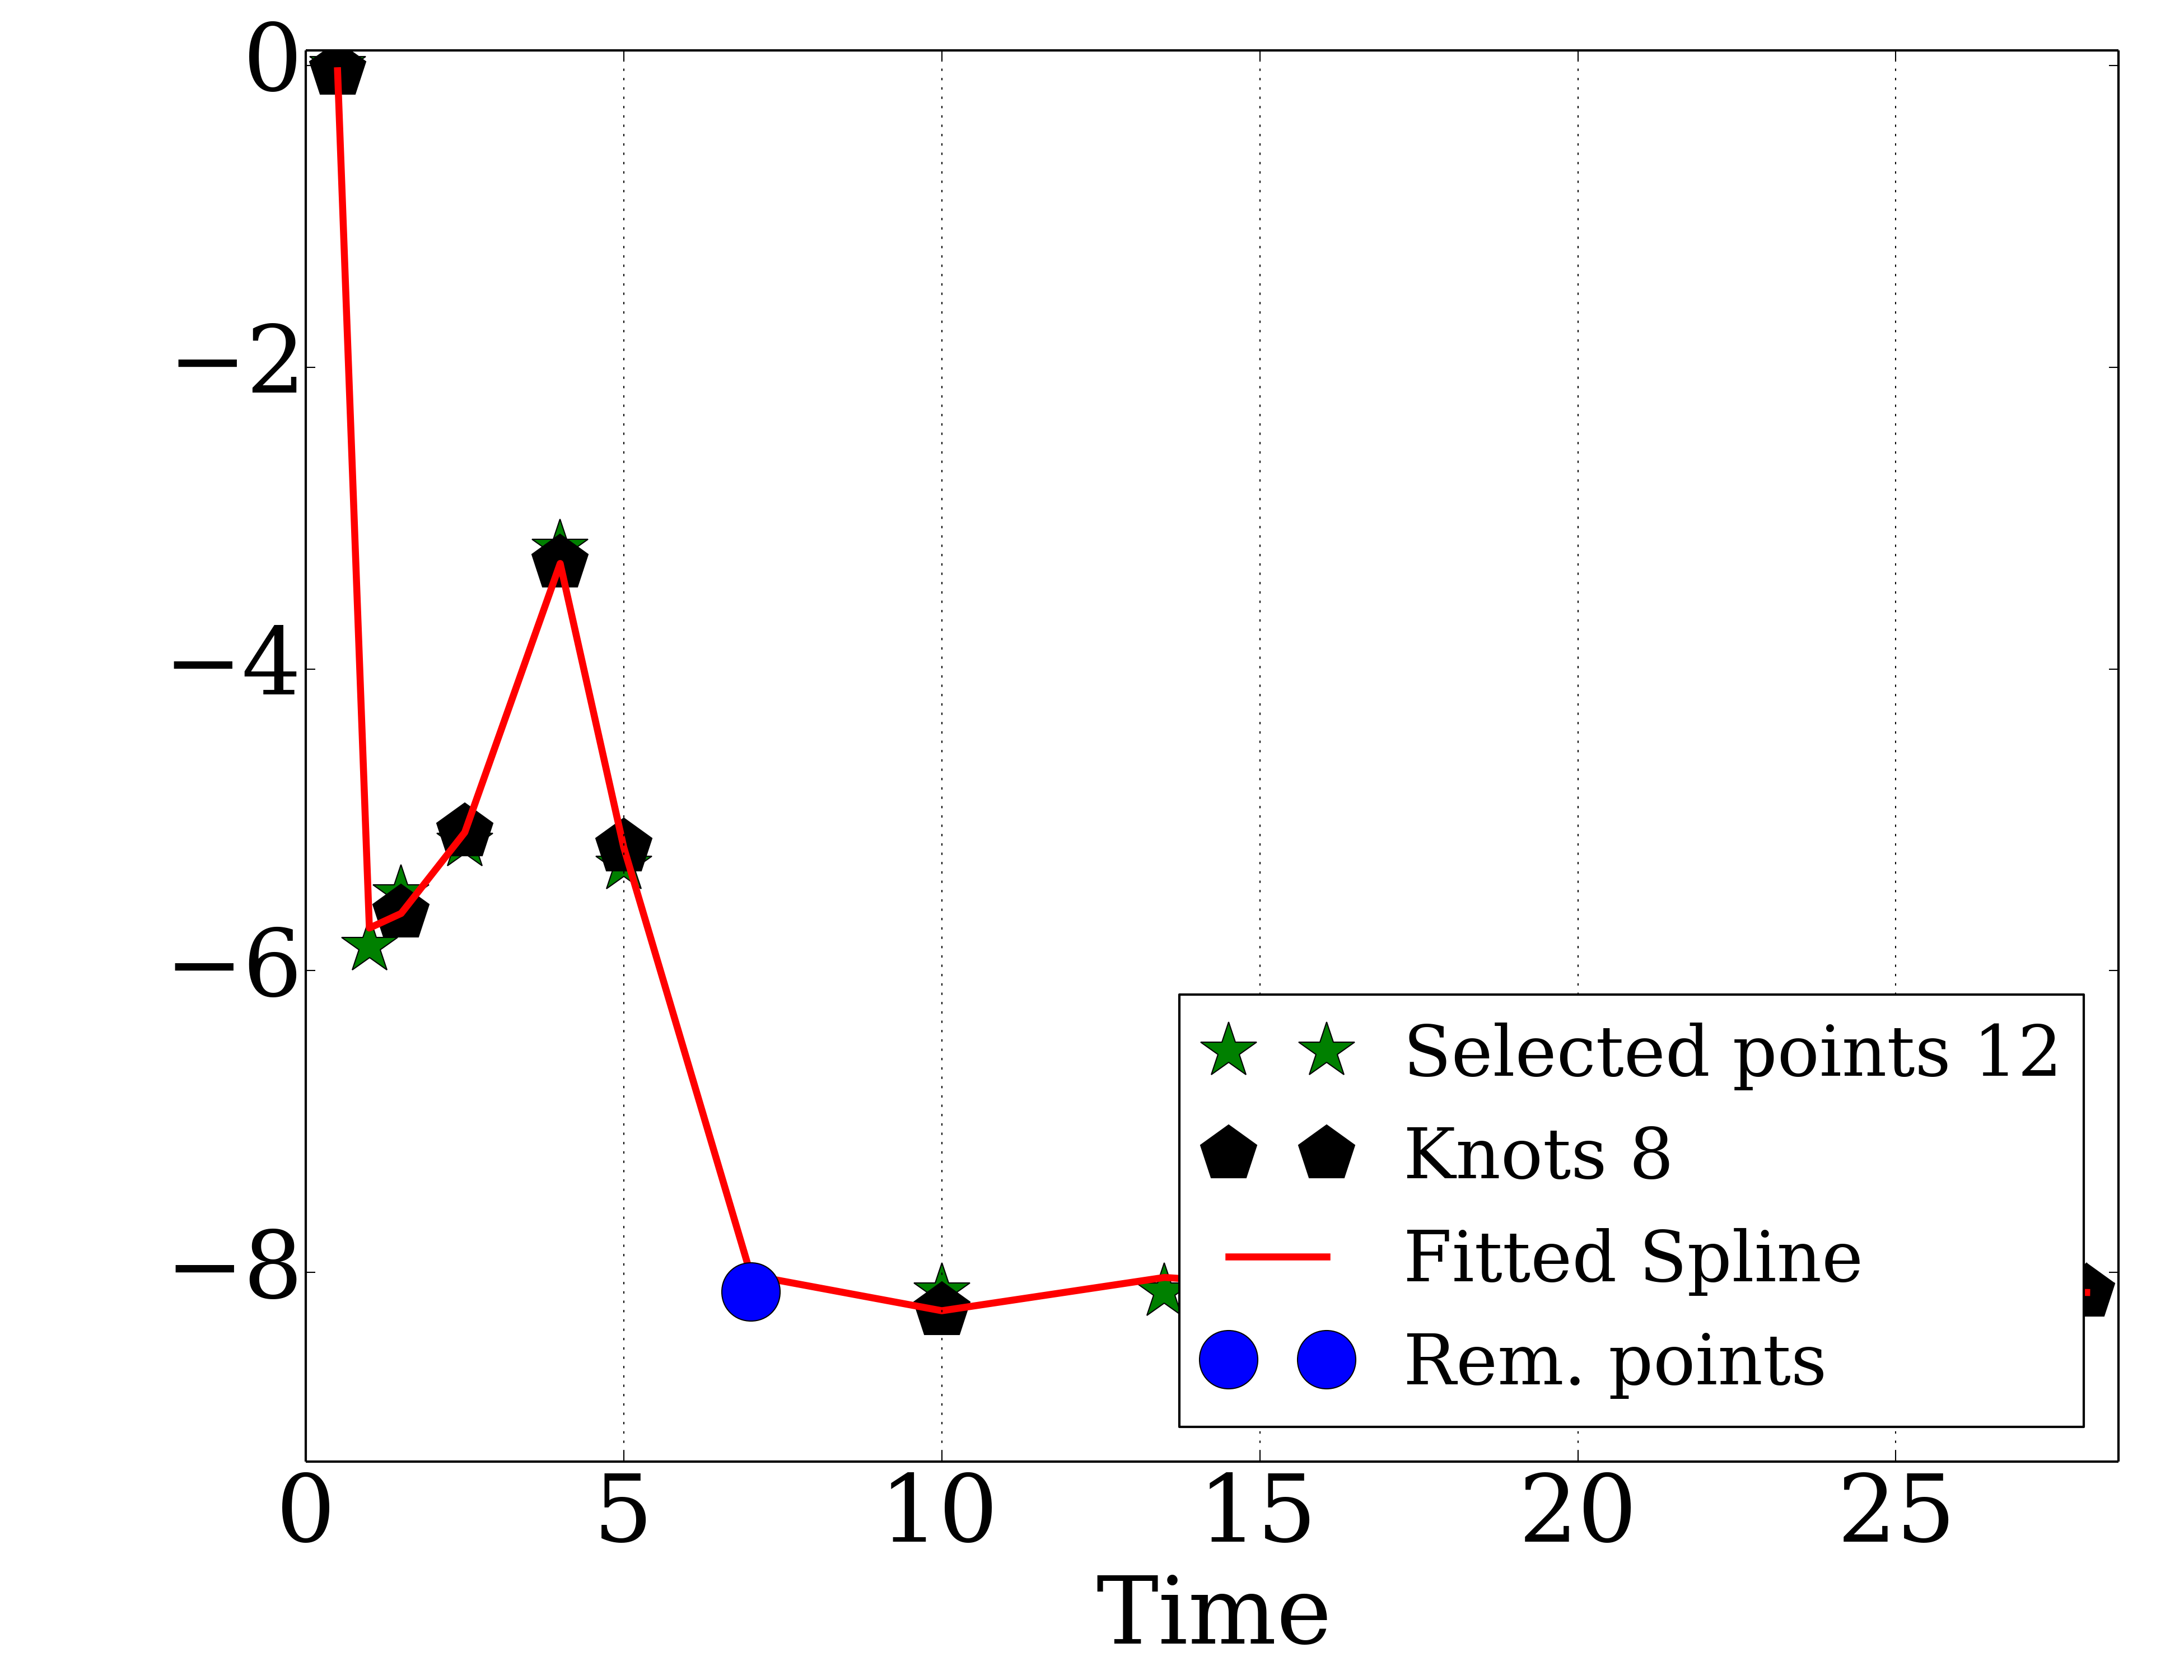 0
−2
−4
−6
−8
Selected points 12
Knots 8
Fitted Spline
Rem. points
0 5 10 15 20 25
Time